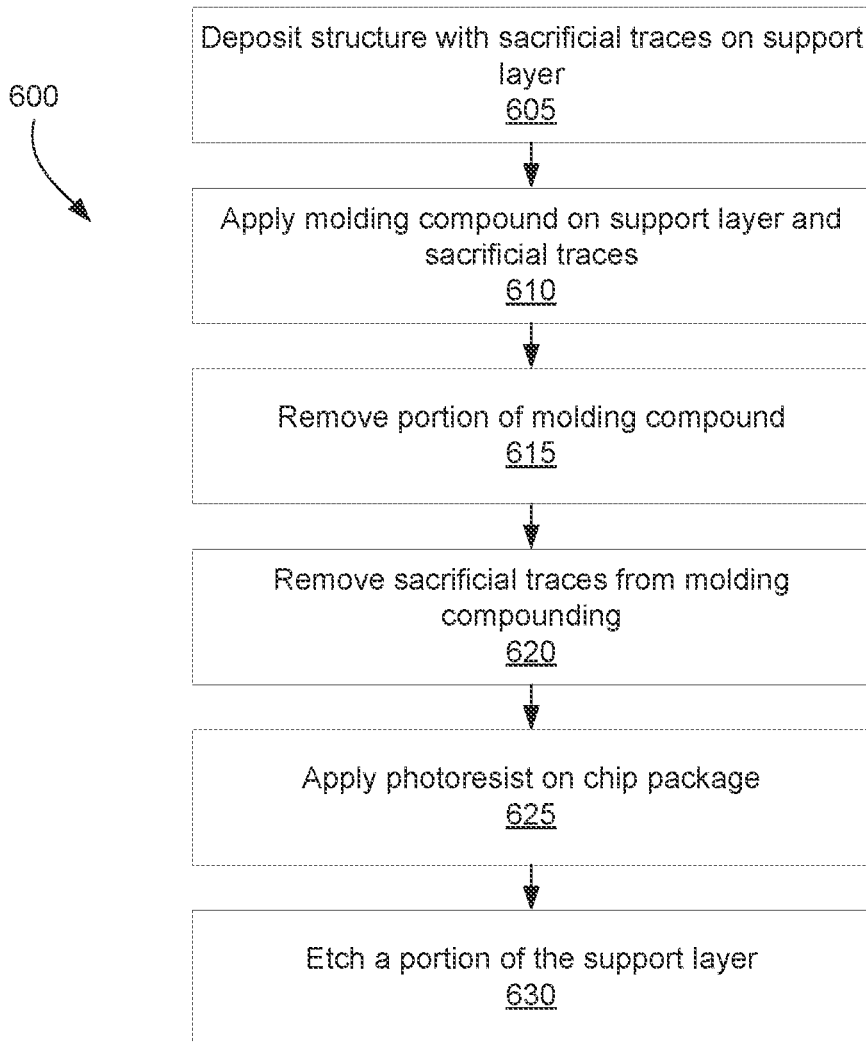 600
Deposit structure with sacrificial traces on support
layer
605
Apply molding compound on support layer and
sacrificial traces
610
Remove portion of molding compound
615
Remove sacrificial traces from molding
compounding
620
Apply photoresist on chip package
625
Etch a portion of the support layer
630